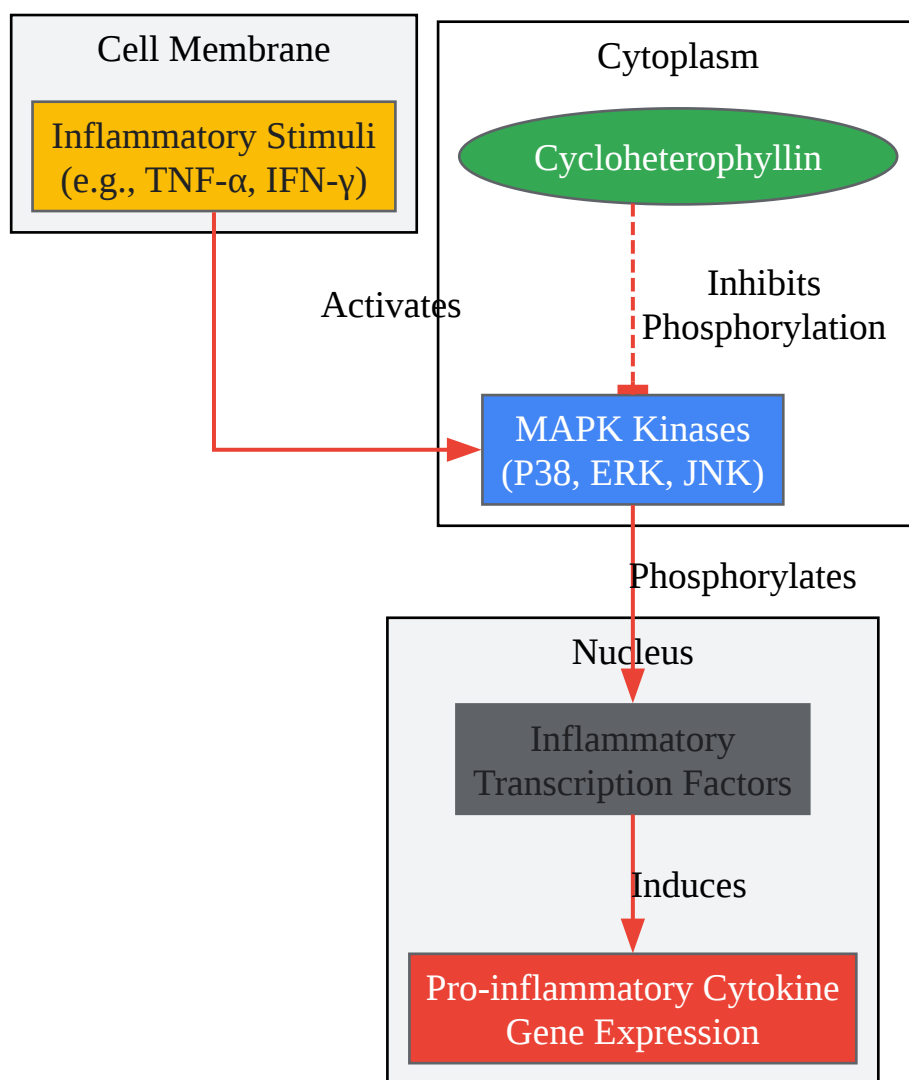 Cell Membrane
Inflammatory Stimuli
(e.g., TNF-α, IFN-γ)
Cytoplasm
Cycloheterophyllin
Activates
Inhibits
Phosphorylation
MAPK Kinases
(P38, ERK, JNK)
Phosphorylates
Nucleus
Inflammatory
Transcription Factors
Induces
Pro-inflammatory Cytokine
Gene Expression